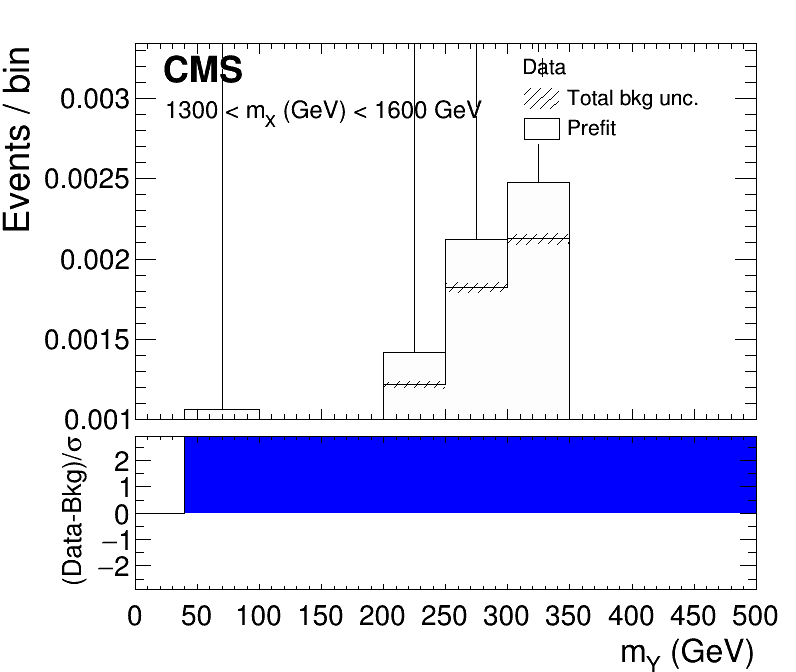 CMS
1300 < mX (GeV) < 1600 GeV
Data
Total bkg unc.
Prefit
Events / bin
0.003
0.0025
0.002
0.0015
0.001
(Data-Bkg)/σ
2
1
0
−1
−2
0 50 100 150 200 250 300 350 400 450 500
mY (GeV)